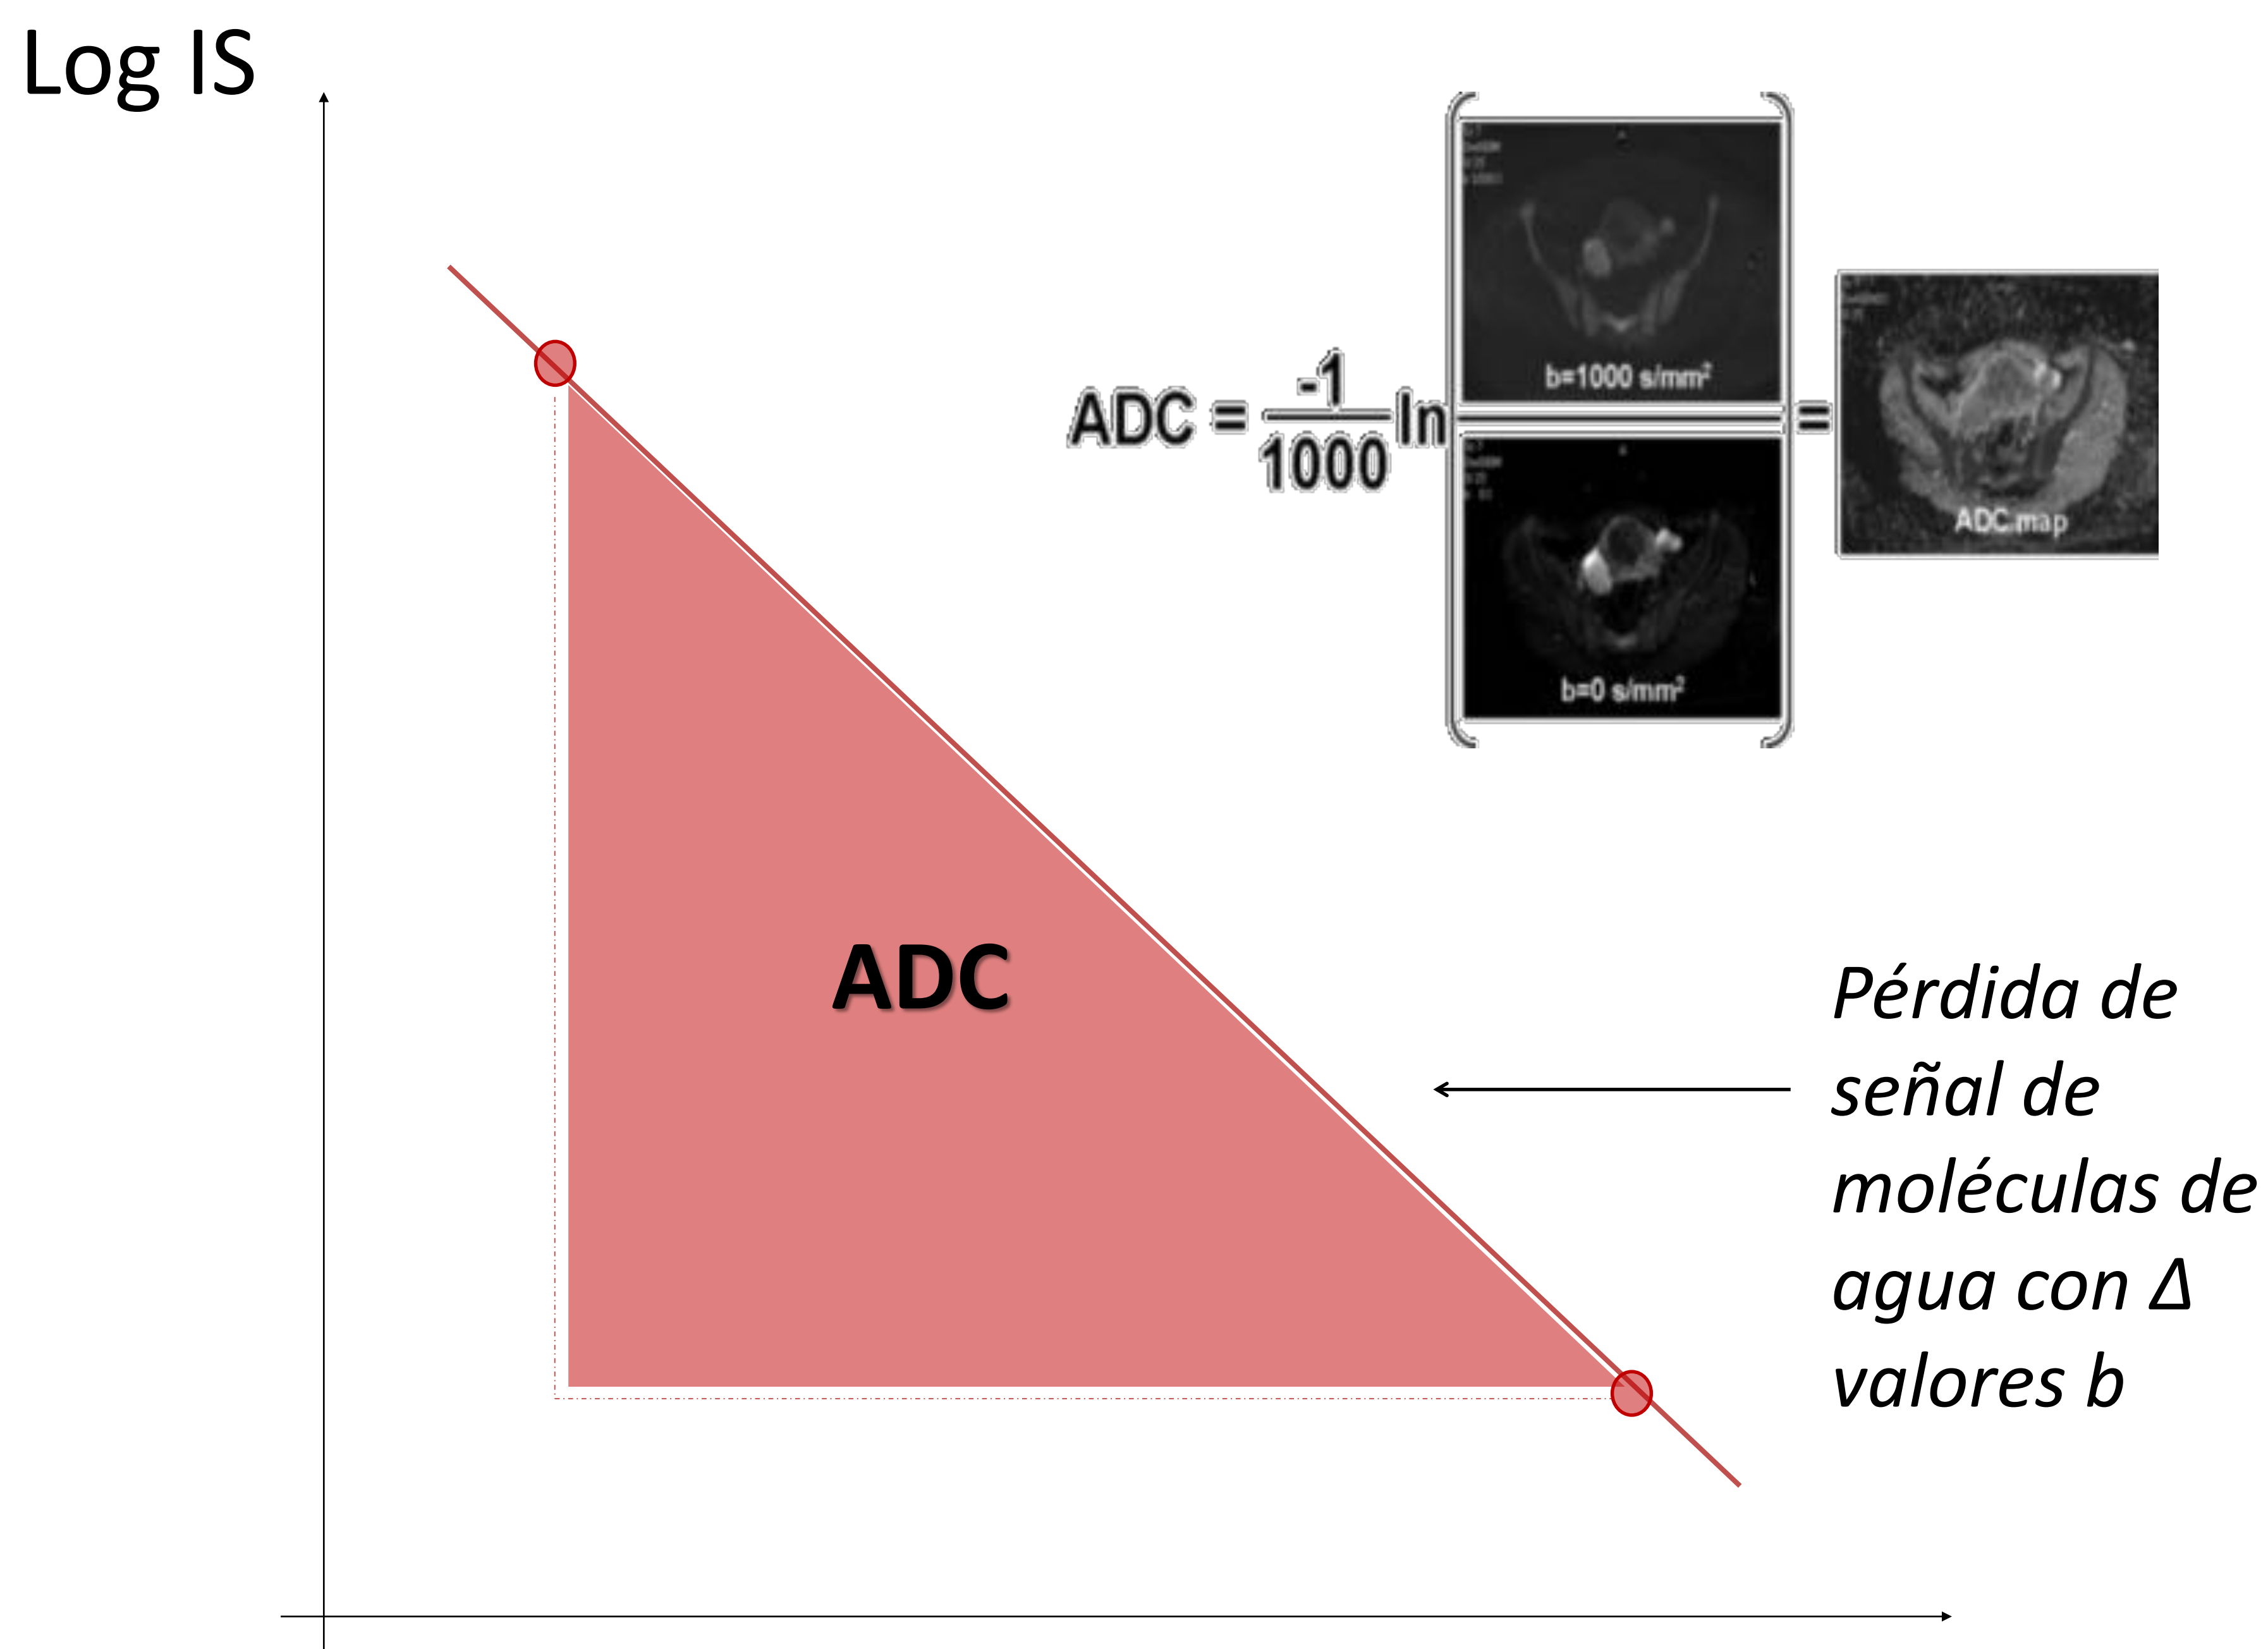 Log IS
ADC = -1/1000 ln
b=1000 s/mm²
b=0 s/mm²
=
ADC map
ADC
Pérdida de
señal de
moléculas de
agua con Δ
valores b